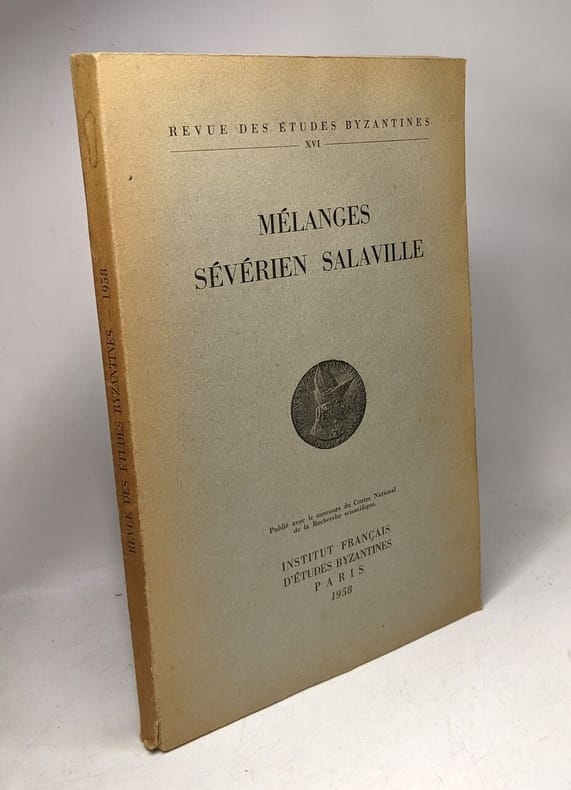 REVUE DES ÉTUDES BYZANTINES
XVI
MÉLANGES
SÉVÉRIEN SALAVILLE
Publié avec le concours du Centre National
de la Recherche scientifique.
INSTITUT FRANÇAIS
D'ÉTUDES BYZANTINES
PARIS
1958
REVUE DES ÉTUDES BYZANTINES — 1958